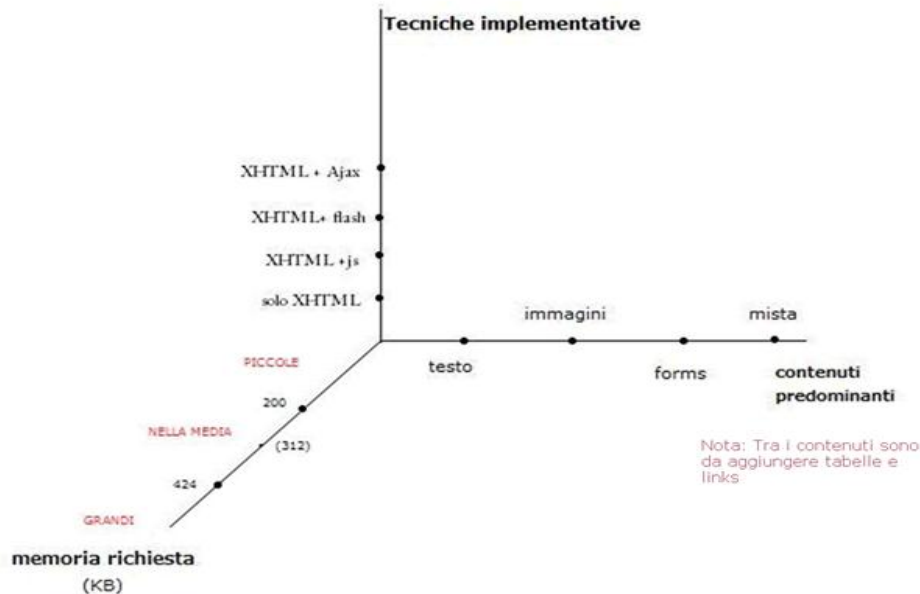 Tecniche implementative
XHTML + Ajax
XHTML+ flash
XHTML +js
solo XHTML
immagini
mista
testo
forms
contenuti
predominanti
PICCOLE
200
NELLA MEDIA
(312)
424
GRANDI
Nota: Tra i contenuti sono
da aggiungere tabelle e
links
memoria richiesta
(KB)